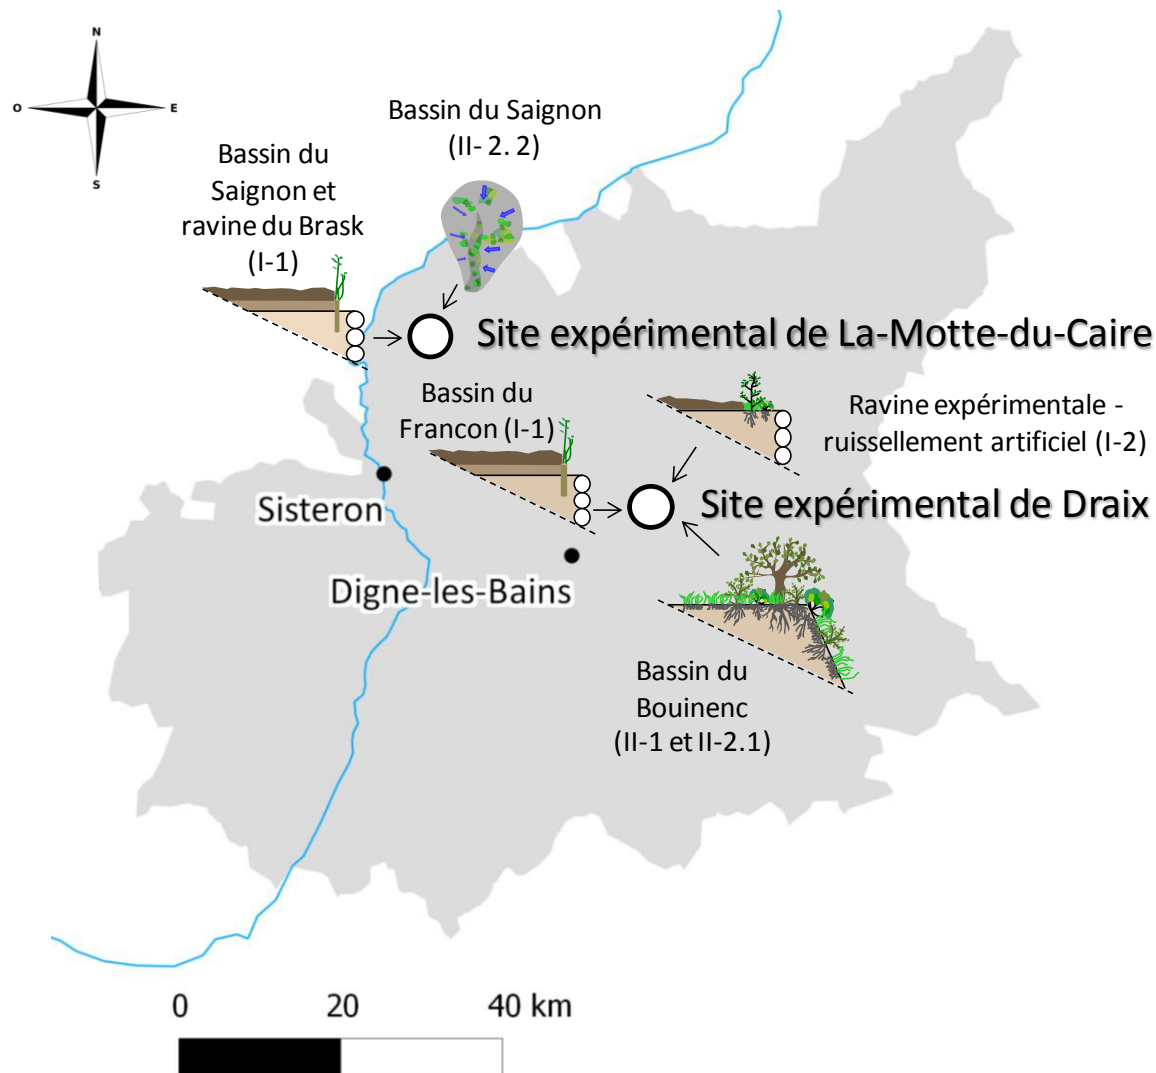 N
O
E
S
Bassin du Saignon
(II- 2. 2)
Bassin du
Saignon et
ravine du Brask
(I-1)
Site expérimental de La-Motte-du-Caire
Bassin du
Francon (I-1)
Ravine expérimentale -
ruissellement artificiel (I-2)
Sisteron
Site expérimental de Draix
Digne-les-Bains
Bassin du
Bouinenc
(II-1 et II-2.1)
0
20
40 km